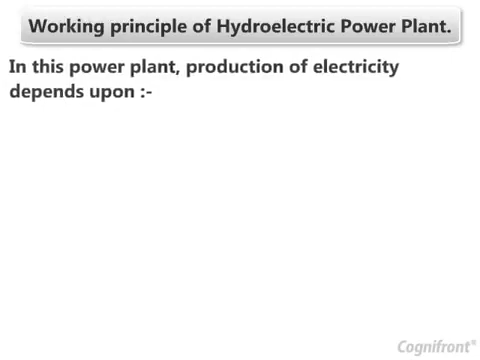 Working principle of Hydroelectric Power Plant.
In this power plant, production of electricity
depends upon :-
Cognifront®